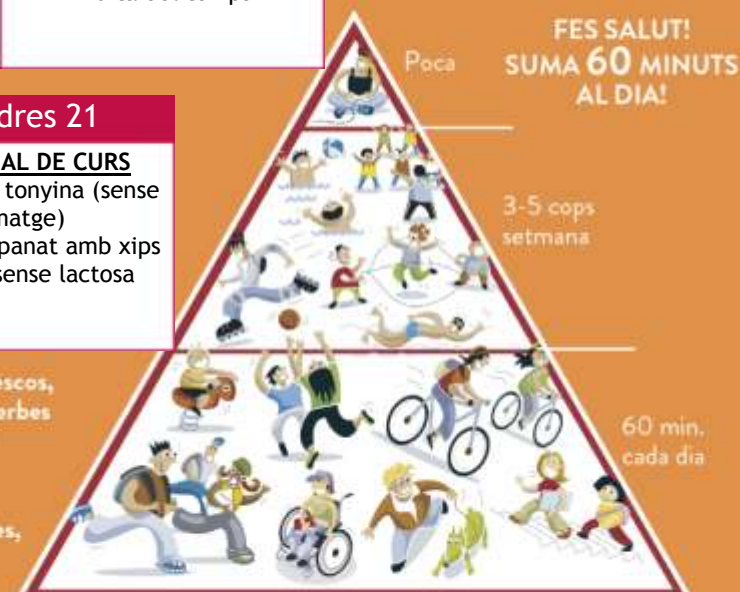 FES SALUT!
SUMA 60 MINUTS
AL DIA!
Poca
3-5 cops
setmana
60 min.
cada dia
dres 21
AL DE CURS
tonyina (sense
matge)
panat amb xips
sense lactosa
escos,
erbes
es,